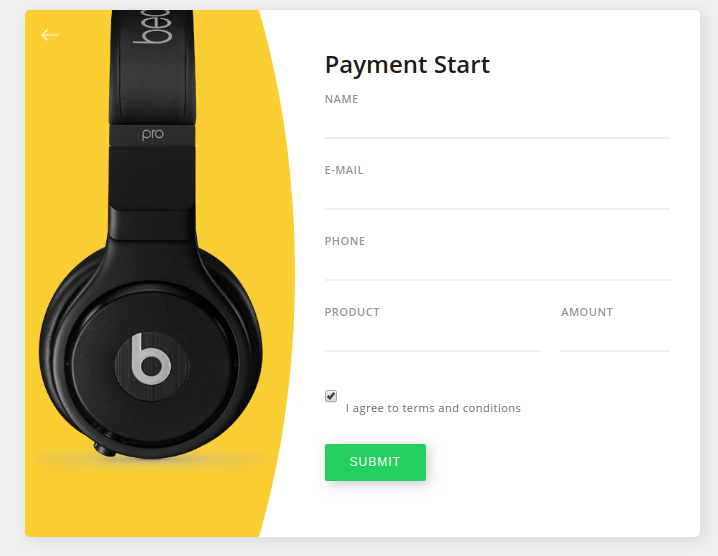 beats
pro
b
Payment Start
NAME
E-MAIL
PHONE
PRODUCT
AMOUNT
I agree to terms and conditions
SUBMIT